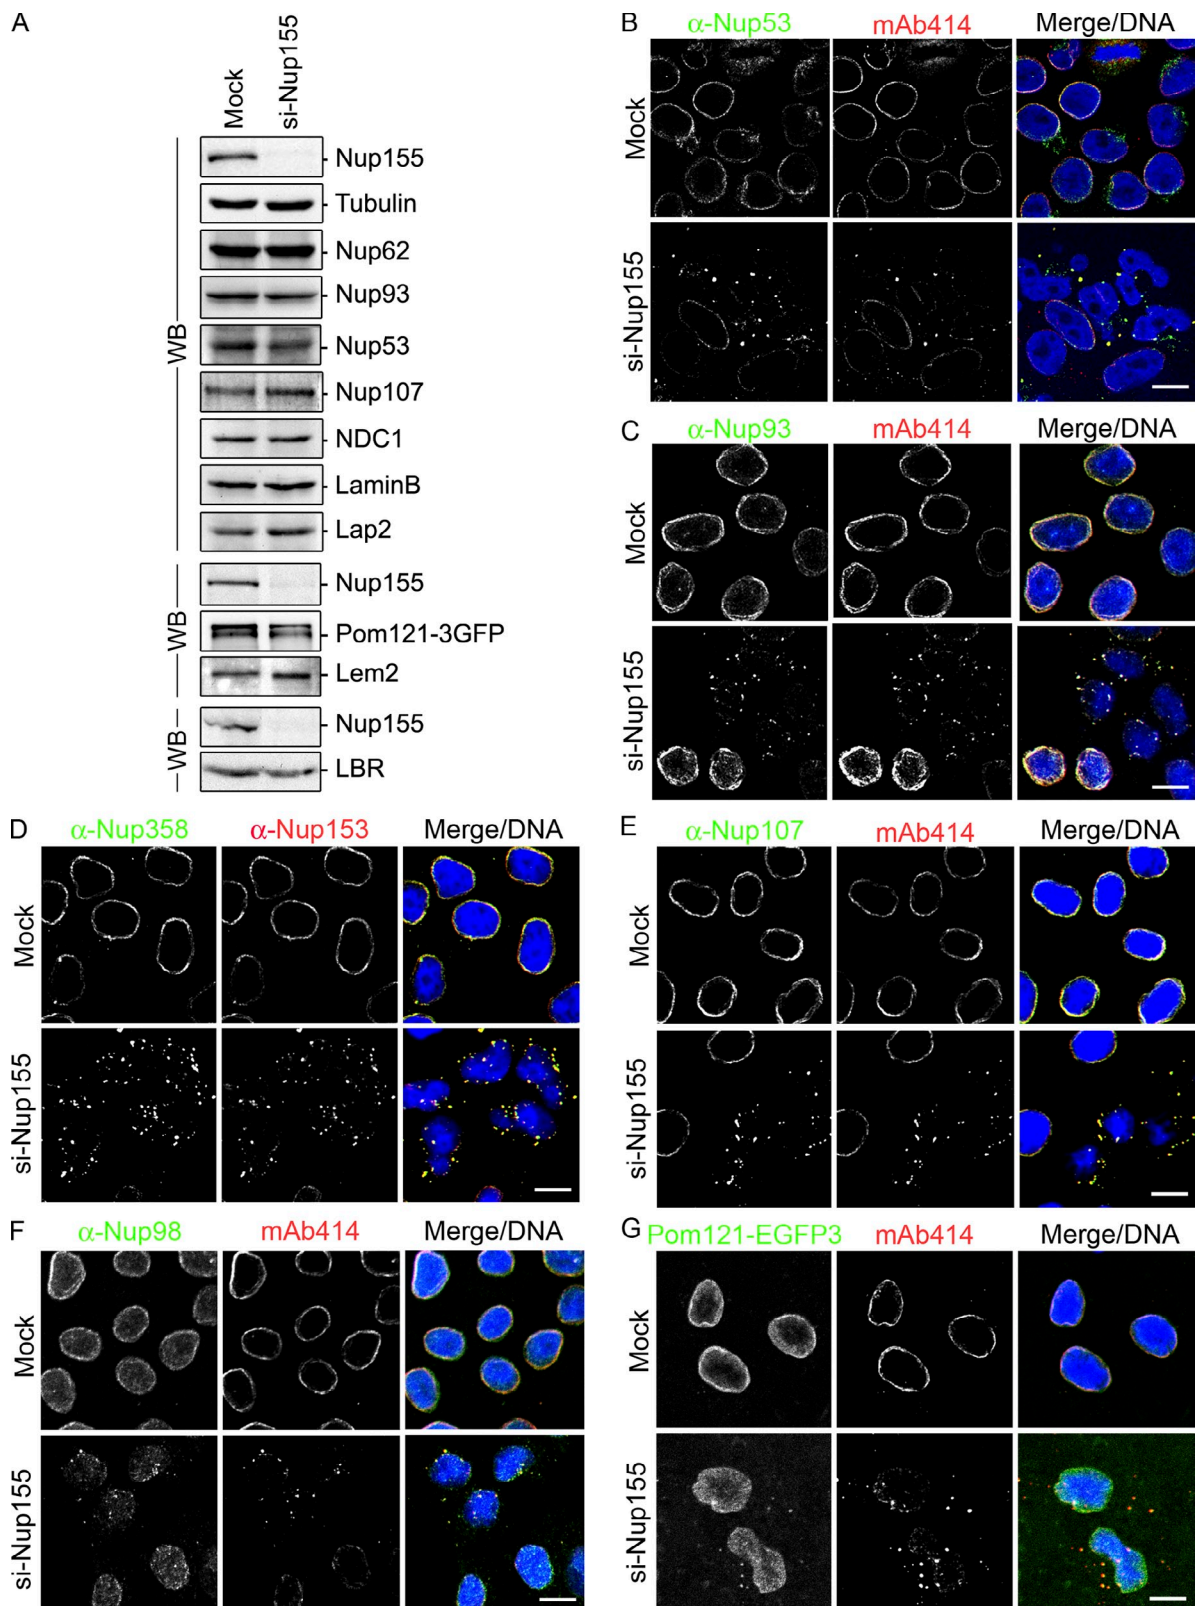 A
Mock
si-Nup155
WB
Nup155
Tubulin
Nup62
Nup93
Nup53
Nup107
NDC1
LaminB
Lap2
WB
Nup155
Pom121-3GFP
Lem2
WB
Nup155
LBR
B
α-Nup53 mAb414 Merge/DNA
Mock
si-Nup155
C
α-Nup93 mAb414 Merge/DNA
Mock
si-Nup155
D
α-Nup358 α-Nup153 Merge/DNA
Mock
si-Nup155
E
α-Nup107 mAb414 Merge/DNA
Mock
si-Nup155
F
α-Nup98 mAb414 Merge/DNA
Mock
si-Nup155
G
Pom121-EGFP3 mAb414 Merge/DNA
Mock
si-Nup155